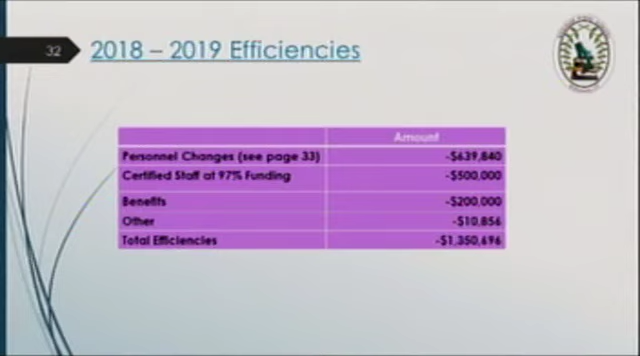 32
2018 – 2019 Efficiencies
Amount
Personnel Changes (see page 33) -$639,840
Certified Staff at 97% Funding -$500,000
Benefits -$200,000
Other -$10,856
Total Efficiencies -$1,350,696